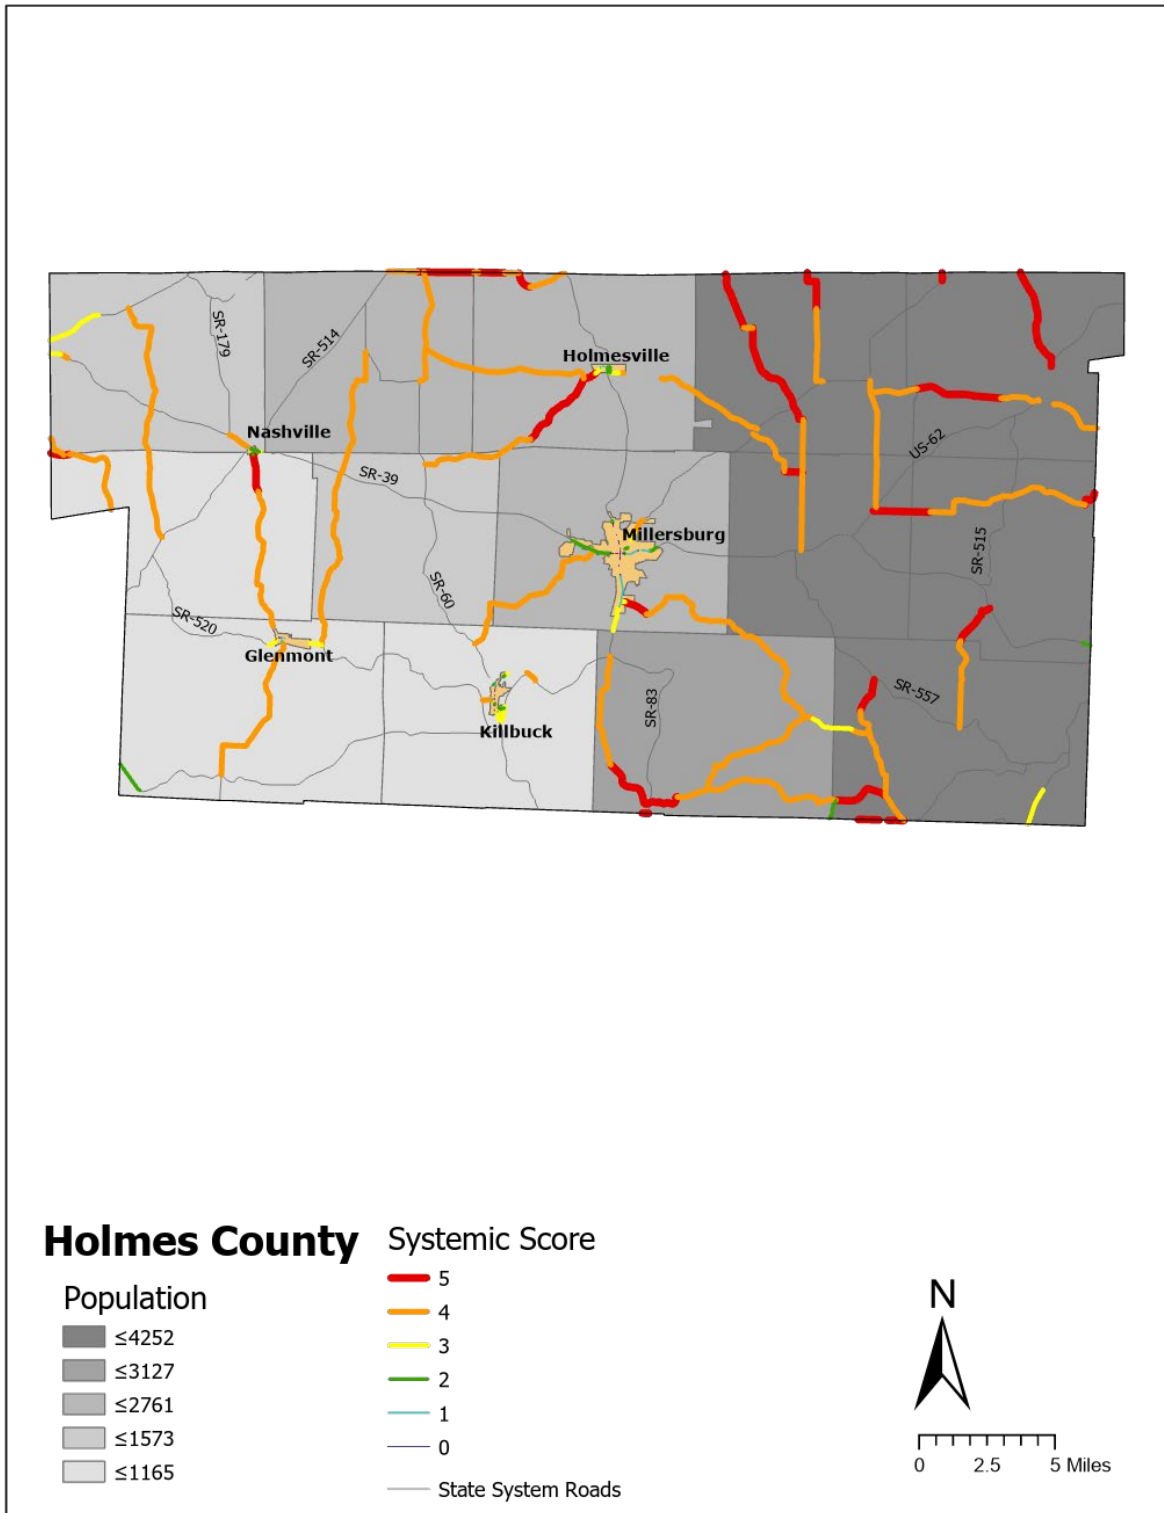 SR-179
SR-514
Holmesville
Nashville
US-62
SR-39
Millersburg
SR-515
SR-60
SR-520
Glenmont
SR-557
SR-83
Killbuck
Holmes County
Population
≤4252
≤3127
≤2761
≤1573
≤1165
Systemic Score
5
4
3
2
1
0
State System Roads
N
0 2.5 5 Miles